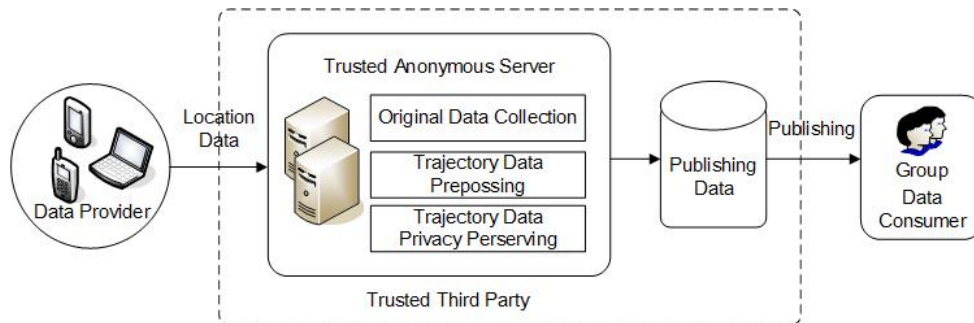 Trusted Anonymous Server
Location
Data
Original Data Collection
Trajectory Data
Prepossing
Trajectory Data
Privacy Perserving
Data Provider
Publishing
Data
Publishing
Group
Data
Consumer
Trusted Third Party